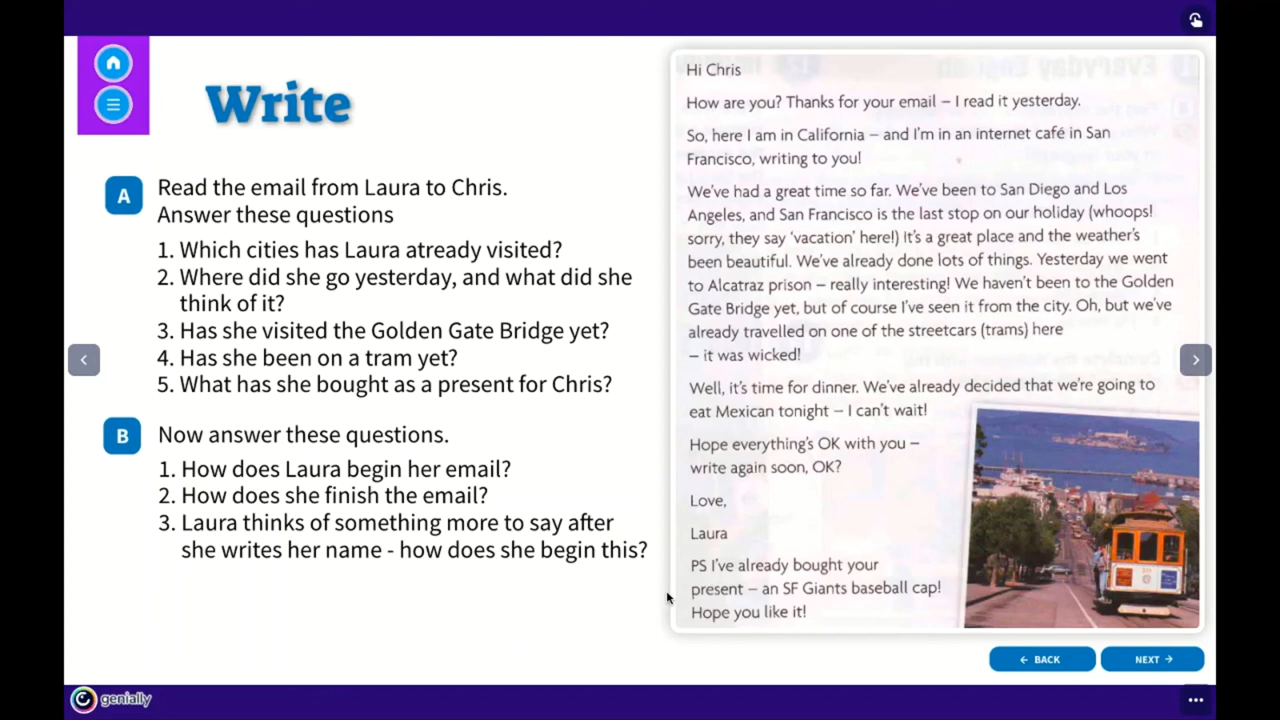 Write
A
Read the email from Laura to Chris.
Answer these questions
1. Which cities has Laura atready visited?
2. Where did she go yesterday, and what did she
think of it?
3. Has she visited the Golden Gate Bridge yet?
4. Has she been on a tram yet?
5. What has she bought as a present for Chris?
B
Now answer these questions.
1. How does Laura begin her email?
2. How does she finish the email?
3. Laura thinks of something more to say after
she writes her name - how does she begin this?
Hi Chris
How are you? Thanks for your email – I read it yesterday.
So, here I am in California – and I'm in an internet café in San
Francisco, writing to you!
We've had a great time so far. We've been to San Diego and Los
Angeles, and San Francisco is the last stop on our holiday (whoops!
sorry, they say 'vacation' here!) It's a great place and the weather's
been beautiful. We've already done lots of things. Yesterday we went
to Alcatraz prison – really interesting! We haven't been to the Golden
Gate Bridge yet, but of course I've seen it from the city. Oh, but we've
already travelled on one of the streetcars (trams) here
– it was wicked!
Well, it's time for dinner. We've already decided that we're going to
eat Mexican tonight – I can't wait!
Hope everything's OK with you –
write again soon, OK?
Love,
Laura
PS I've already bought your
present – an SF Giants baseball cap!
Hope you like it!
← BACK
NEXT →
genially